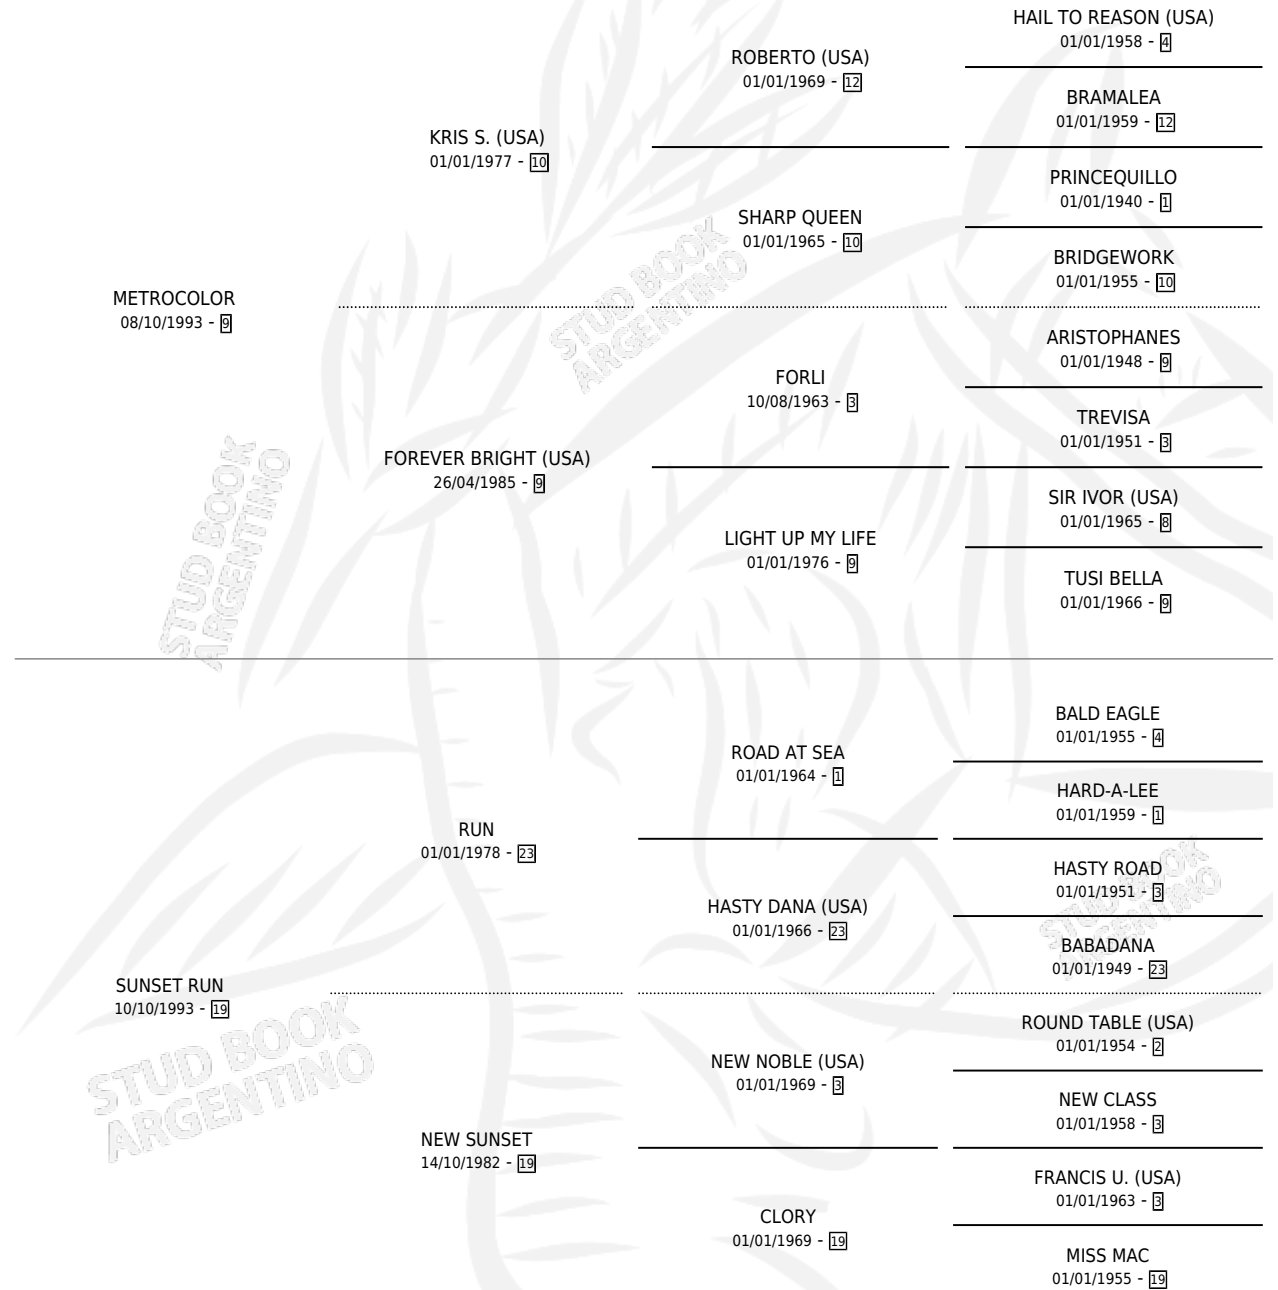 HAIL TO REASON (USA)
01/01/1958 - 4
ROBERTO (USA)
01/01/1969 - 12
BRAMALEA
01/01/1959 - 12
KRIS S. (USA)
01/01/1977 - 10
PRINCEQUILLO
01/01/1940 - 1
SHARP QUEEN
01/01/1965 - 10
BRIDGEWORK
01/01/1955 - 10
METROCOLOR
08/10/1993 - 9
ARISTOPHANES
01/01/1948 - 9
FORLI
10/08/1963 - 3
TREVISA
01/01/1951 - 3
FOREVER BRIGHT (USA)
26/04/1985 - 9
SIR IVOR (USA)
01/01/1965 - 8
LIGHT UP MY LIFE
01/01/1976 - 9
TUSI BELLA
01/01/1966 - 9
BALD EAGLE
01/01/1955 - 4
ROAD AT SEA
01/01/1964 - 1
HARD-A-LEE
01/01/1959 - 1
RUN
01/01/1978 - 23
HASTY ROAD
01/01/1951 - 3
HASTY DANA (USA)
01/01/1966 - 23
BABADANA
01/01/1949 - 23
SUNSET RUN
10/10/1993 - 19
ROUND TABLE (USA)
01/01/1954 - 2
NEW NOBLE (USA)
01/01/1969 - 3
NEW CLASS
01/01/1958 - 3
NEW SUNSET
14/10/1982 - 19
FRANCIS U. (USA)
01/01/1963 - 3
CLORY
01/01/1969 - 19
MISS MAC
01/01/1955 - 19
STUD BOOK
ARGENTINO
STUD BOOK
ARGENTINO
STUD BOOK
ARGENTINO
STUD BOOK
ARGENTINO